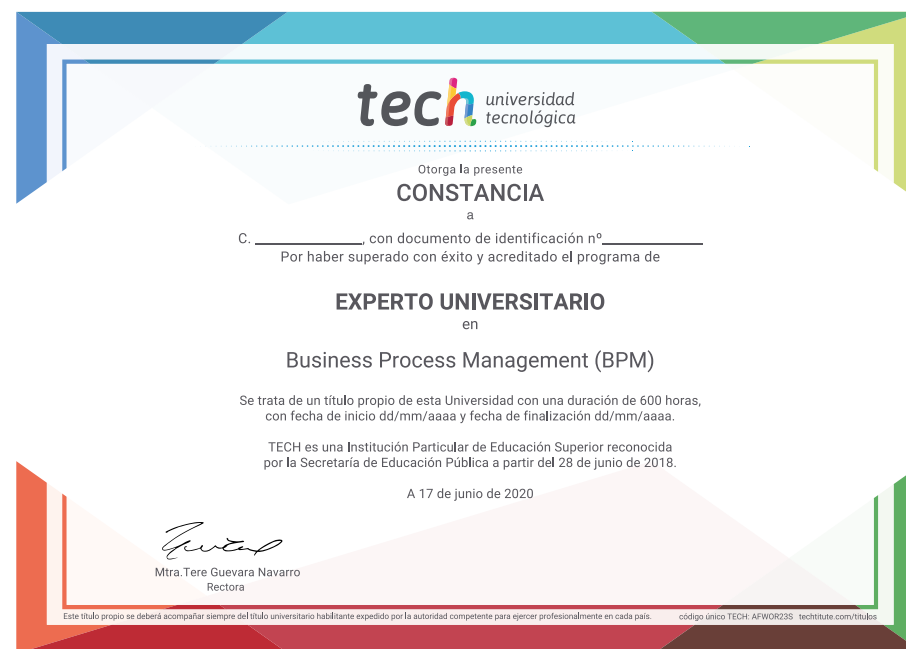 tech universidad
tecnológica
Otorga la presente
CONSTANCIA
a
C. ____________, con documento de identificación nº____________
Por haber superado con éxito y acreditado el programa de
EXPERTO UNIVERSITARIO
en
Business Process Management (BPM)
Se trata de un título propio de esta Universidad con una duración de 600 horas,
con fecha de inicio dd/mm/aaaa y fecha de finalización dd/mm/aaaa.
TECH es una Institución Particular de Educación Superior reconocida
por la Secretaría de Educación Pública a partir del 28 de junio de 2018.
A 17 de junio de 2020
Mtra.Tere Guevara Navarro
Rectora
Este título propio se deberá acompañar siempre del título universitario habilitante expedido por la autoridad competente para ejercer profesionalmente en cada país. código único TECH: AFWOR23S techtitute.com/titulos